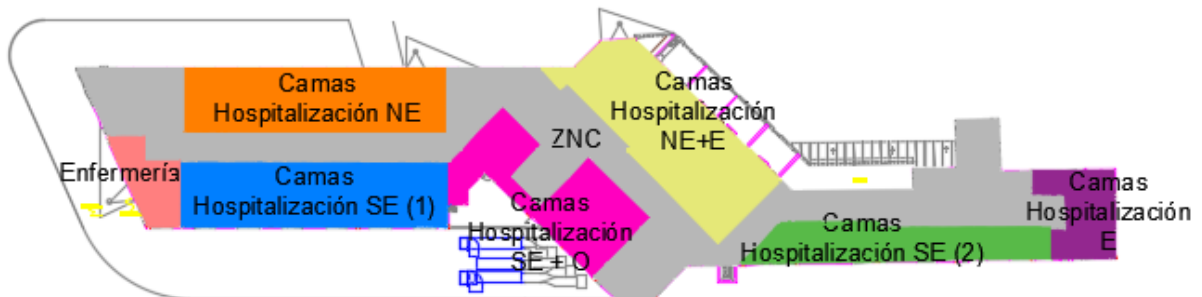 Camas
Hospitalización NE
Camas
Hospitalización
NE+E
ZNC
Enfermería
Camas
Hospitalización SE (1)
Camas
Hospitalización
SE + O
Camas
Hospitalización SE (2)
Camas
Hospitalización
E